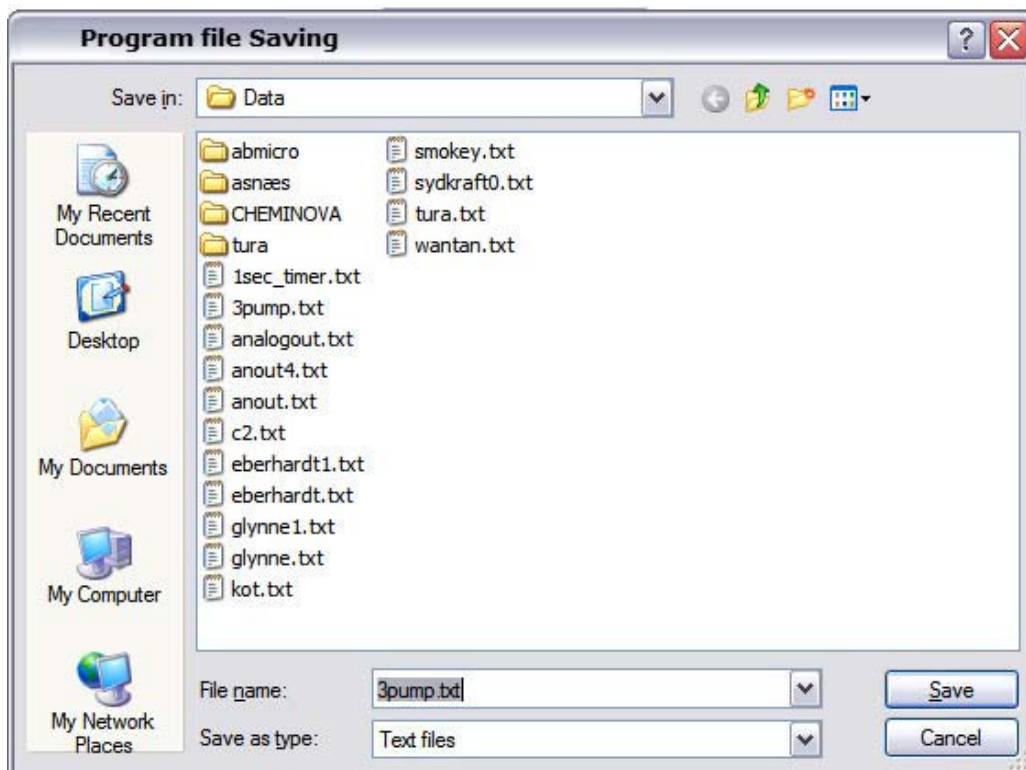 Program file Saving
Save in:
Data
My Recent
Documents
Desktop
My Documents
My Computer
My Network
Places
abmicro
asnæs
CHEMINOVA
tura
1sec_timer.txt
3pump.txt
analogout.txt
anout4.txt
anout.txt
c2.txt
eberhardt1.txt
eberhardt.txt
glynne1.txt
glynne.txt
kot.txt
smokey.txt
sydkraft0.txt
tura.txt
wantan.txt
File name:
3pump.txt
Save
Save as type:
Text files
Cancel